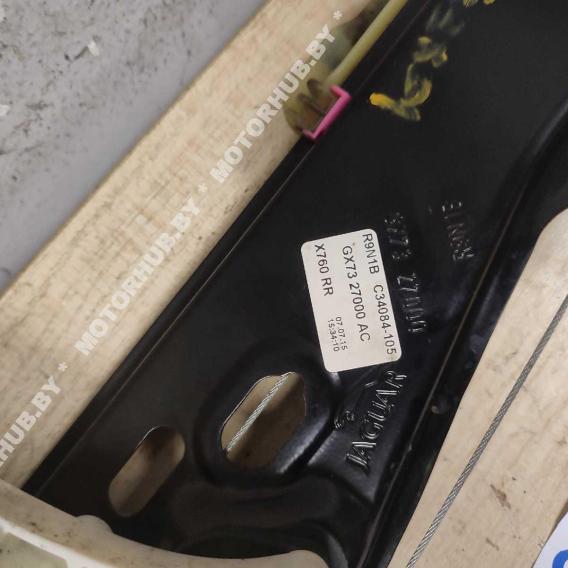 MOTORHUB.BY * MOTORHUB.BY * MOTORHUB.BY *
R9N1B C34084-105
GX73 27000 AC
X760 RR
07.07.15
15:34:10
JAGUAR